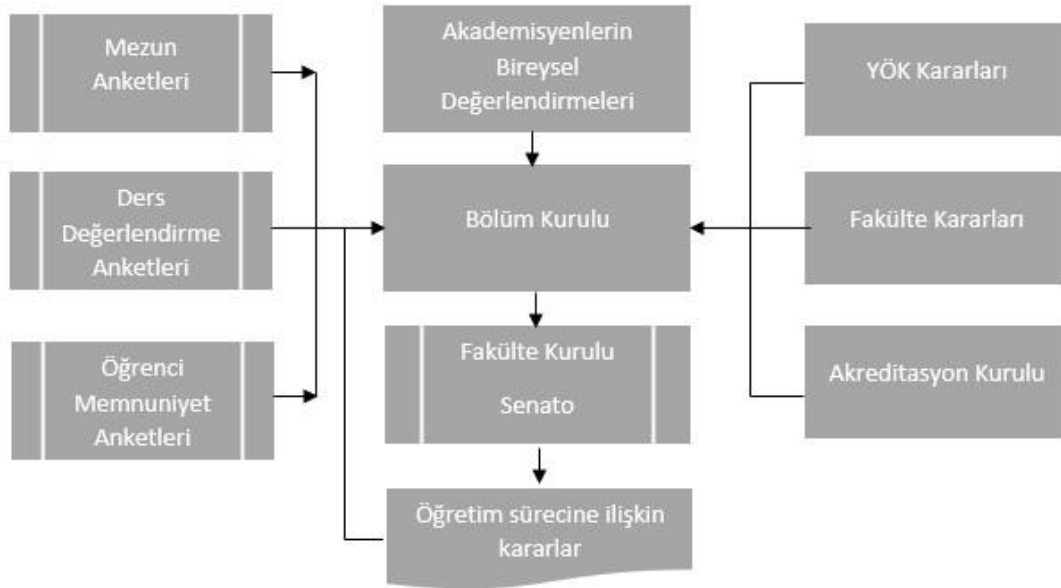 Mezun
Anketleri
Akademisyenlerin
Bireysel
Değerlendirmeleri
YÖK Kararları
Ders
Değerlendirme
Anketleri
Bölüm Kurulu
Fakülte Kararları
Öğrenci
Memnuniyet
Anketleri
Fakülte Kurulu
Senato
Akreditasyon Kurulu
Öğretim sürecine ilişkin
kararlar